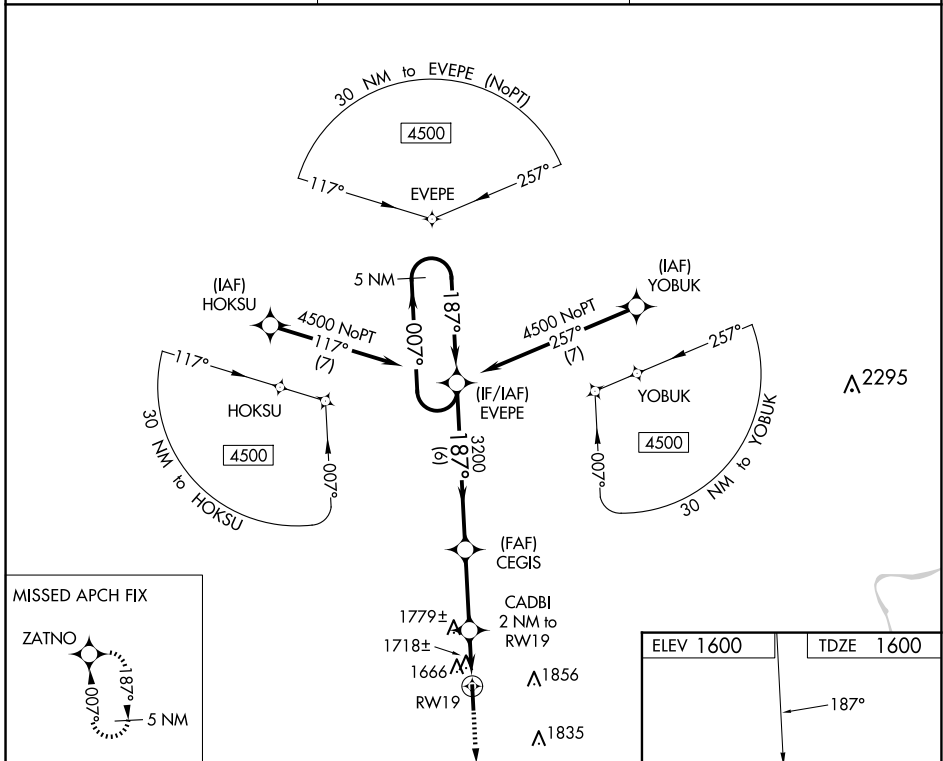 30 NM to EVEPE (NoPT)
4500
117°
257°
EVEPE
5 NM
187°
007°
(IAF)
HOKSU
4500 NoPT
117°
(7)
(IAF)
YOBUK
4500 NoPT
257°
(7)
(IF/IAF)
EVEPE
117°
HOKSU
4500
007°
30 NM to HOKSU
257°
YOBUK
4500
007°
30 NM to YOBUK
2295
3200
187°
(6)
(FAF)
CEGIS
CADBI
2 NM to
RW19
1779±
1718±
1666
RW19
1856
1835
MISSED APCH FIX
ZATNO
187°
007°
5 NM
ELEV 1600
TDZE 1600
187°